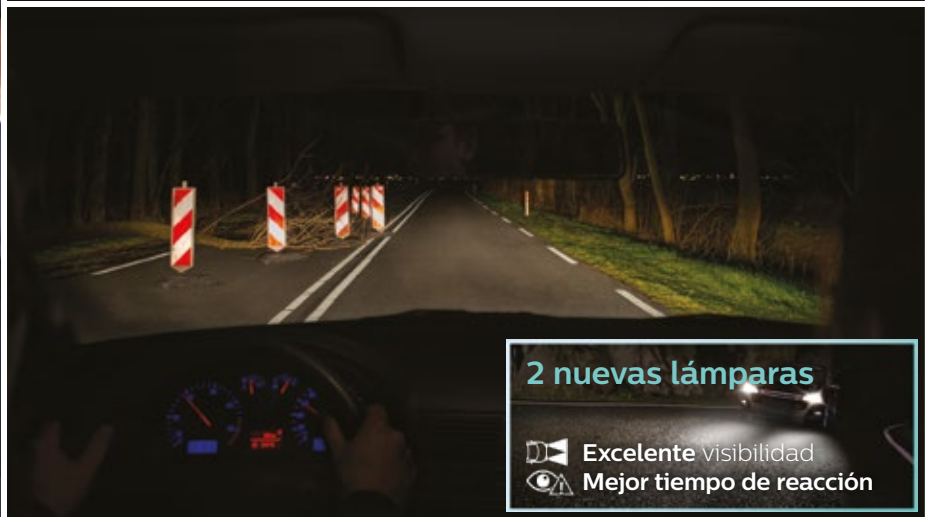 2 nuevas lámparas
Excelente visibilidad
Mejor tiempo de reacción